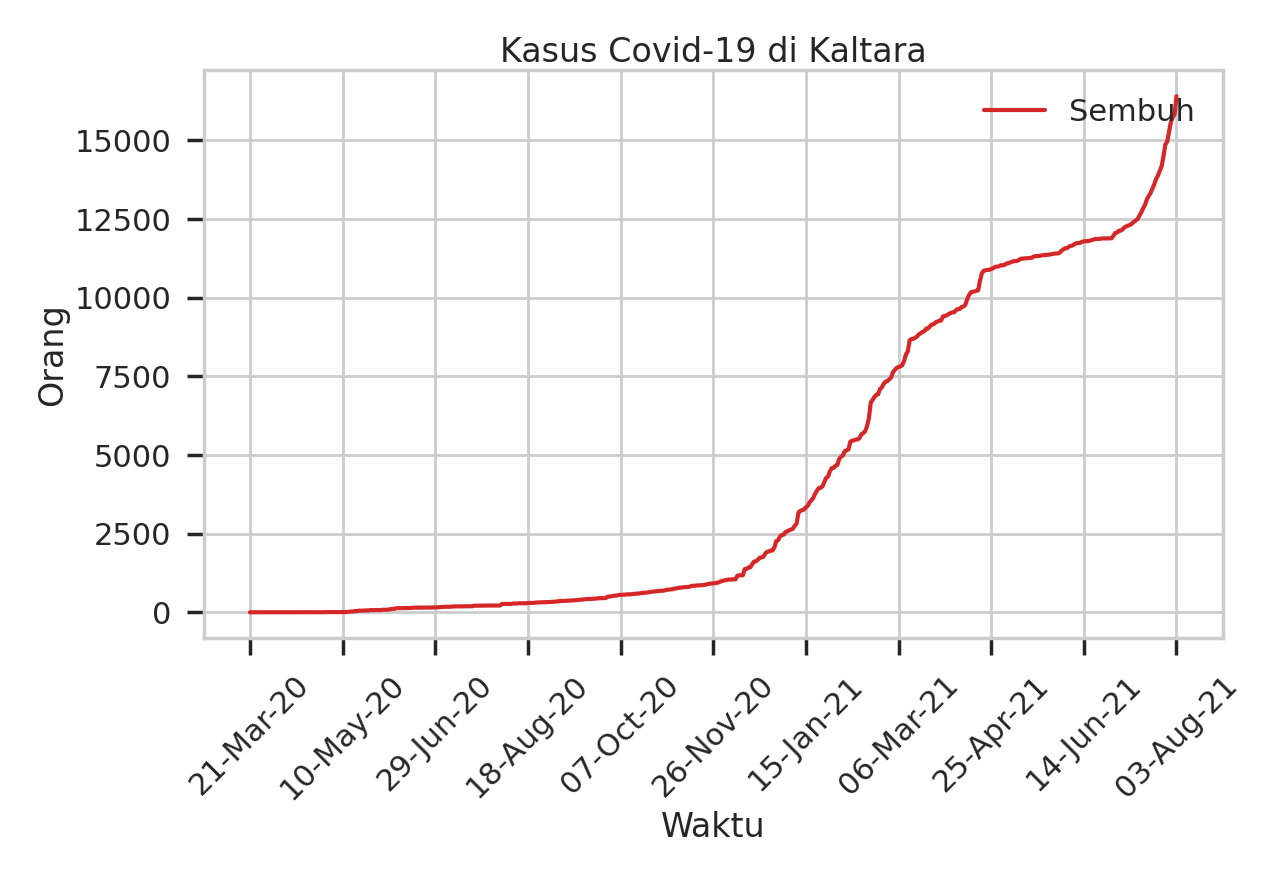 Kasus Covid-19 di Kaltara
Sembuh
Orang
15000
12500
10000
7500
5000
2500
0
21-Mar-20
10-May-20
29-Jun-20
18-Aug-20
07-Oct-20
26-Nov-20
15-Jan-21
06-Mar-21
25-Apr-21
14-Jun-21
03-Aug-21
Waktu